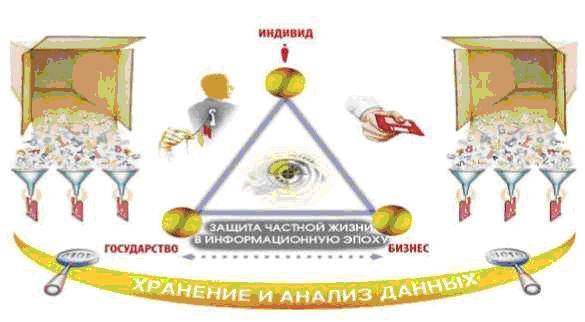 ИНДИВИД
ЗАЩИТА ЧАСТНОЙ ЖИЗНИ
В ИНФОРМАЦИОННУЮ ЭПОХУ
ГОСУДАРСТВО
БИЗНЕС
ХРАНЕНИЕ И АНАЛИЗ ДАННЫХ